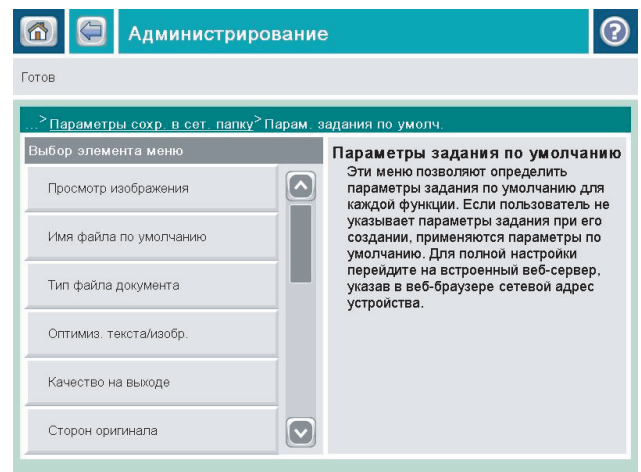 Администрирование
Готов
...>Параметры сохр. в сет. папку>Парам. задания по умолч.
Выбор элемента меню
Просмотр изображения
Имя файла по умолчанию
Тип файла документа
Оптимиз. текста/изобр.
Качество на выходе
Сторон оригинала
Параметры задания по умолчанию
Эти меню позволяют определить
параметры задания по умолчанию для
каждой функции. Если пользователь не
указывает параметры задания при его
создании, применяются параметры по
умолчанию. Для полной настройки
перейдите на встроенный веб-сервер,
указав в веб-браузере сетевой адрес
устройства.